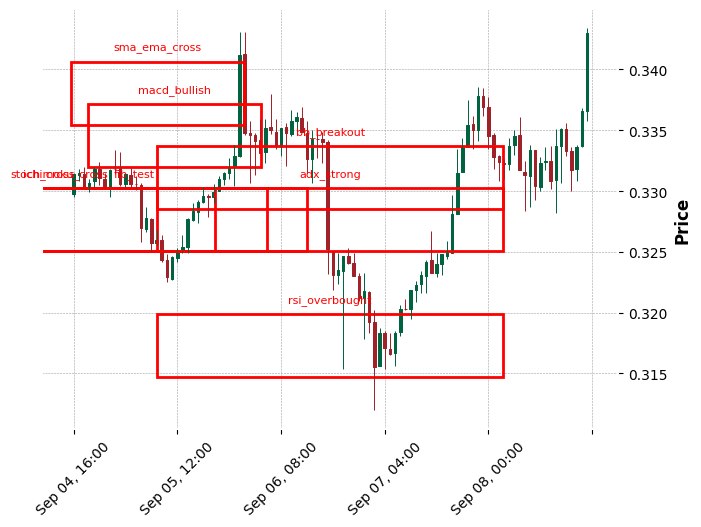 sma_ema_cross
0.340
macd_bullish
0.335
bb_breakout
stoch_cross
fib_test
adx_strong
0.330
Price
0.325
rsi_overbought
0.320
0.315
Sep 04, 16:00
Sep 05, 12:00
Sep 06, 08:00
Sep 07, 04:00
Sep 08, 00:00